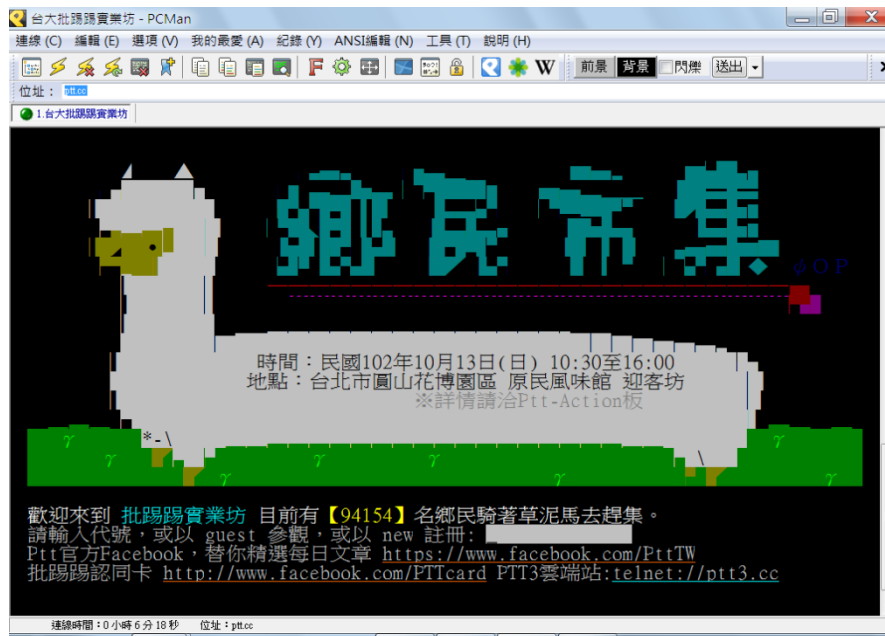 台大批踢踢實業坊 - PCMan
連線 (C) 編輯 (E) 選項 (V) 我的最愛 (A) 紀錄 (Y) ANSI編輯 (N) 工具 (T) 說明 (H)
F W 前景 背景 閃爍 送出
位址： ptt.cc
1.台大批踢踢實業坊
鄉民市集
φOP
時間：民國102年10月13日(日) 10:30至16:00
地點：台北市圓山花博園區 原民風味館 迎客坊
※詳情請洽Ptt-Action板
*-\ \
γ γ γ γ γ γ γ γ
歡迎來到 批踢踢實業坊 目前有【94154】名鄉民騎著草泥馬去趕集。
請輸入代號，或以 guest 參觀，或以 new 註冊:
Ptt官方Facebook，替你精選每日文章 https://www.facebook.com/PttTW
批踢踢認同卡 http://www.facebook.com/PTTcard PTT3雲端站:telnet://ptt3.cc
連線時間：0 小時 6 分 18 秒 位址：ptt.cc